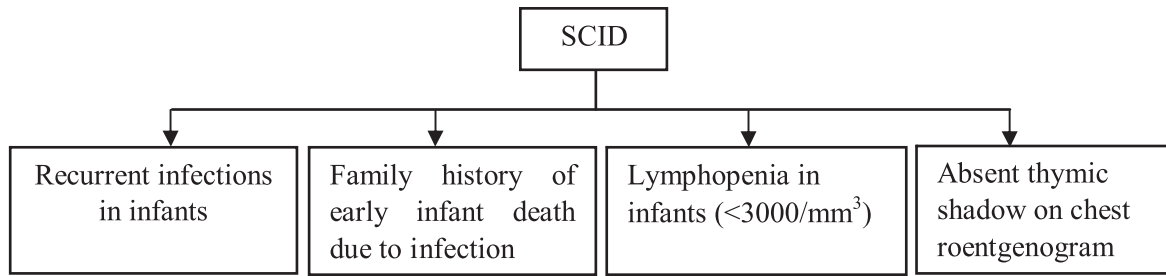 SCID
Recurrent infections
in infants
Family history of
early infant death
due to infection
Lymphopenia in
infants (<3000/mm³)
Absent thymic
shadow on chest
roentgenogram